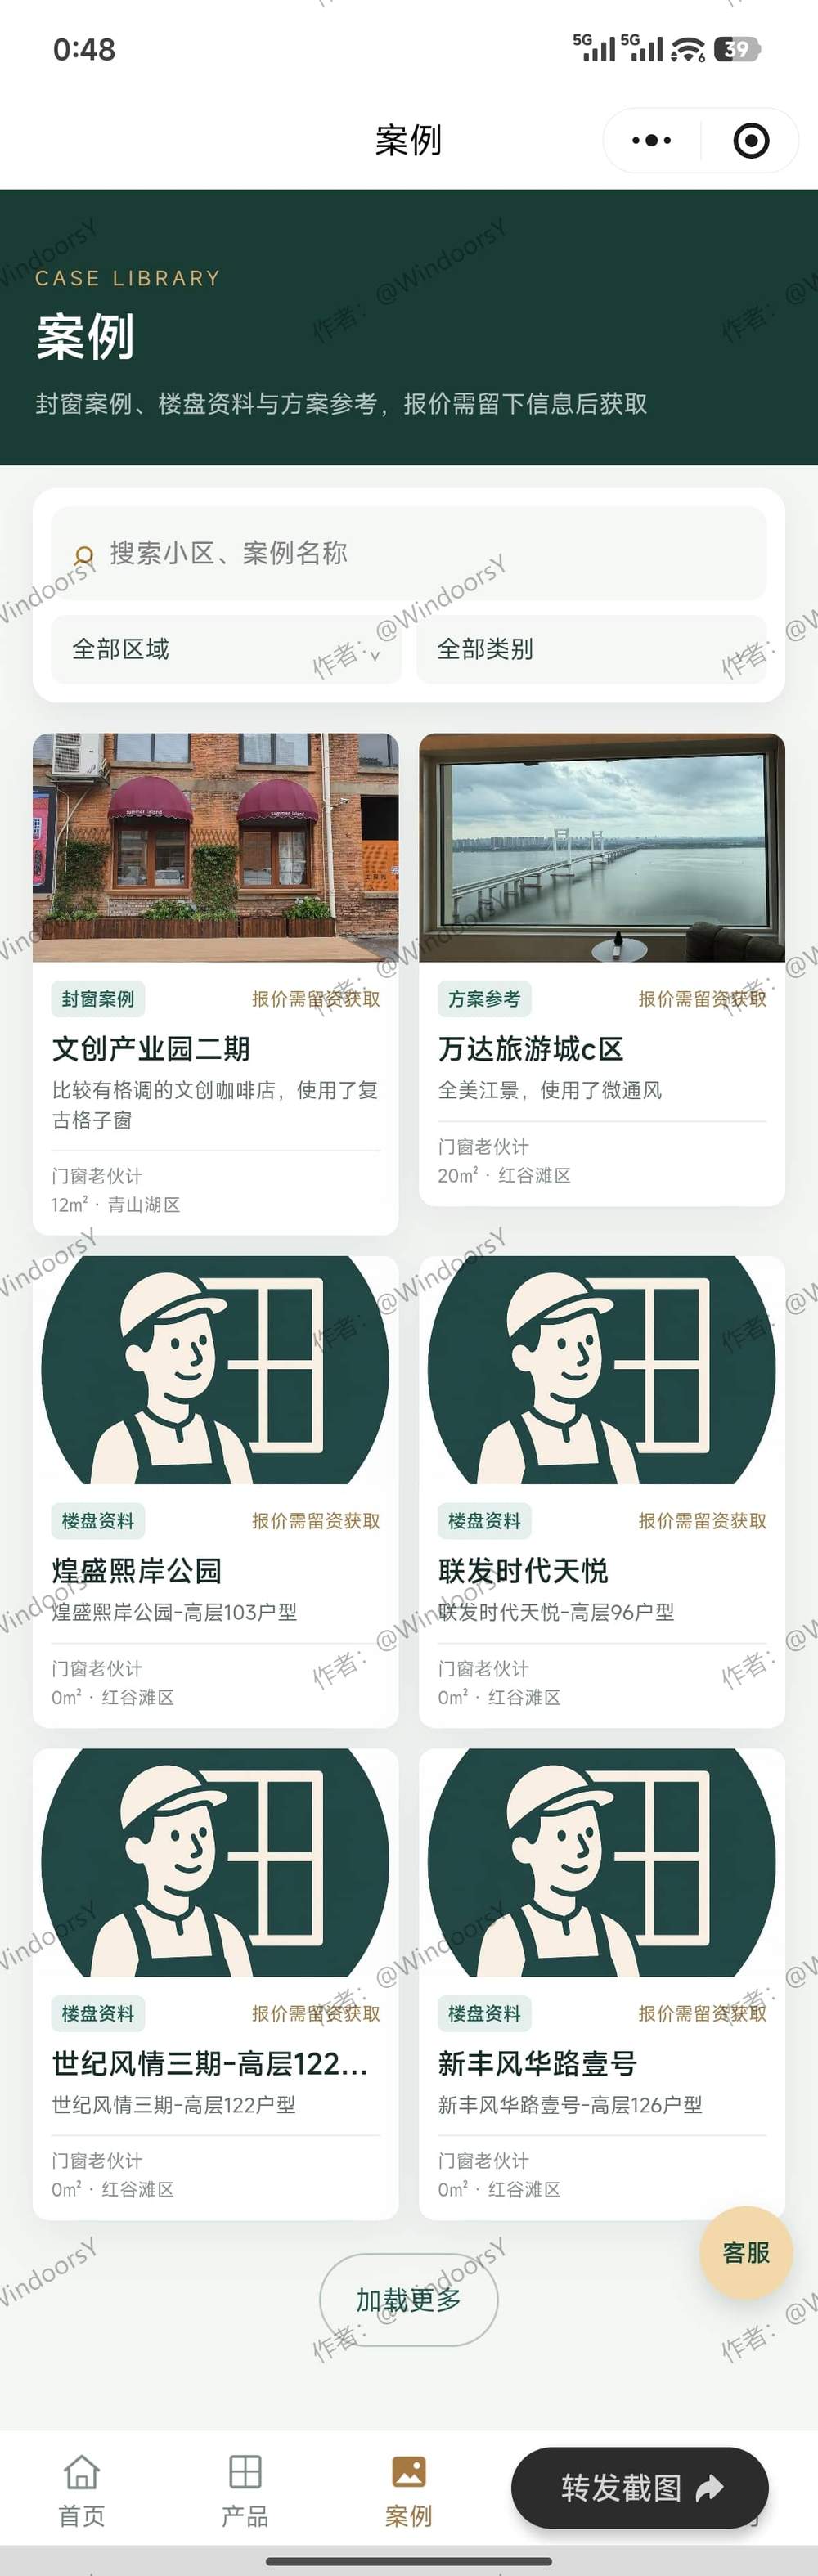 0:48
5G 5G 6 39
案例
CASE LIBRARY
案例
封窗案例、楼盘资料与方案参考，报价需留下信息后获取
搜索小区、案例名称
全部区域 全部类别
summer island summer island
封窗案例 报价需留资获取
文创产业园二期
比较有格调的文创咖啡店，使用了复
古格子窗
门窗老伙计
12m² · 青山湖区
方案参考 报价需留资获取
万达旅游城c区
全美江景，使用了微通风
门窗老伙计
20m² · 红谷滩区
楼盘资料 报价需留资获取
煌盛熙岸公园
煌盛熙岸公园-高层103户型
门窗老伙计
0m² · 红谷滩区
楼盘资料 报价需留资获取
联发时代天悦
联发时代天悦-高层96户型
门窗老伙计
0m² · 红谷滩区
楼盘资料 报价需留资获取
世纪风情三期-高层122...
世纪风情三期-高层122户型
门窗老伙计
0m² · 红谷滩区
楼盘资料 报价需留资获取
新丰风华路壹号
新丰风华路壹号-高层126户型
门窗老伙计
0m² · 红谷滩区
客服
加载更多
首页 产品 案例 转发截图
作者：@WindoorsY